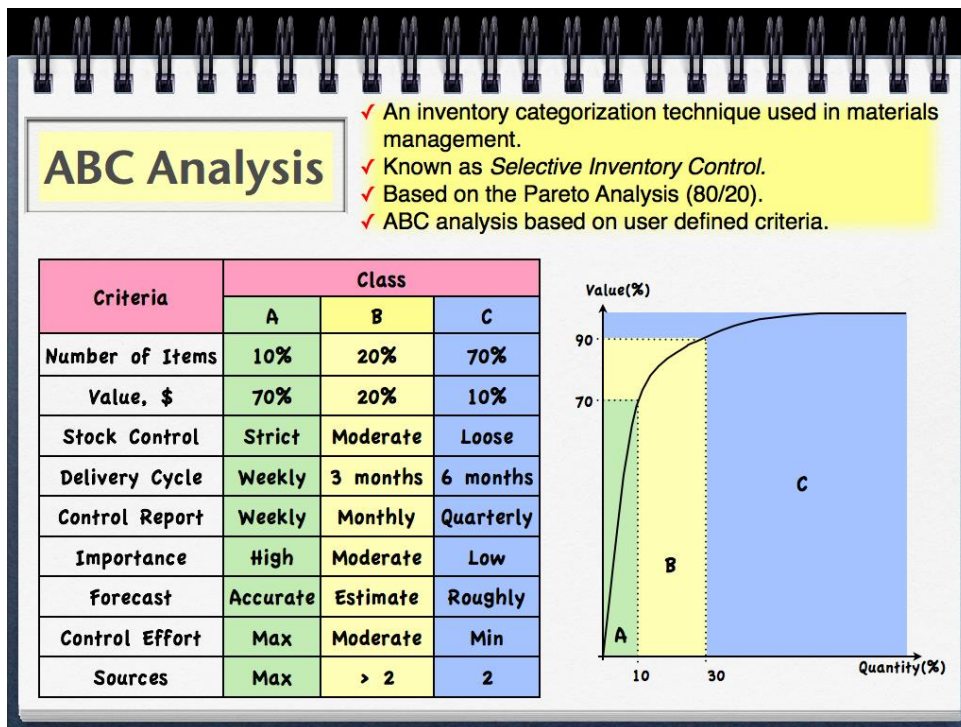 ABC Analysis
✓ An inventory categorization technique used in materials
management.
✓ Known as Selective Inventory Control.
✓ Based on the Pareto Analysis (80/20).
✓ ABC analysis based on user defined criteria.
Criteria
Class
A B C
Number of Items 10% 20% 70%
Value, $ 70% 20% 10%
Stock Control Strict Moderate Loose
Delivery Cycle Weekly 3 months 6 months
Control Report Weekly Monthly Quarterly
Importance High Moderate Low
Forecast Accurate Estimate Roughly
Control Effort Max Moderate Min
Sources Max > 2 2
Value(%)
90
70
C
B
A
10 30
Quantity(%)